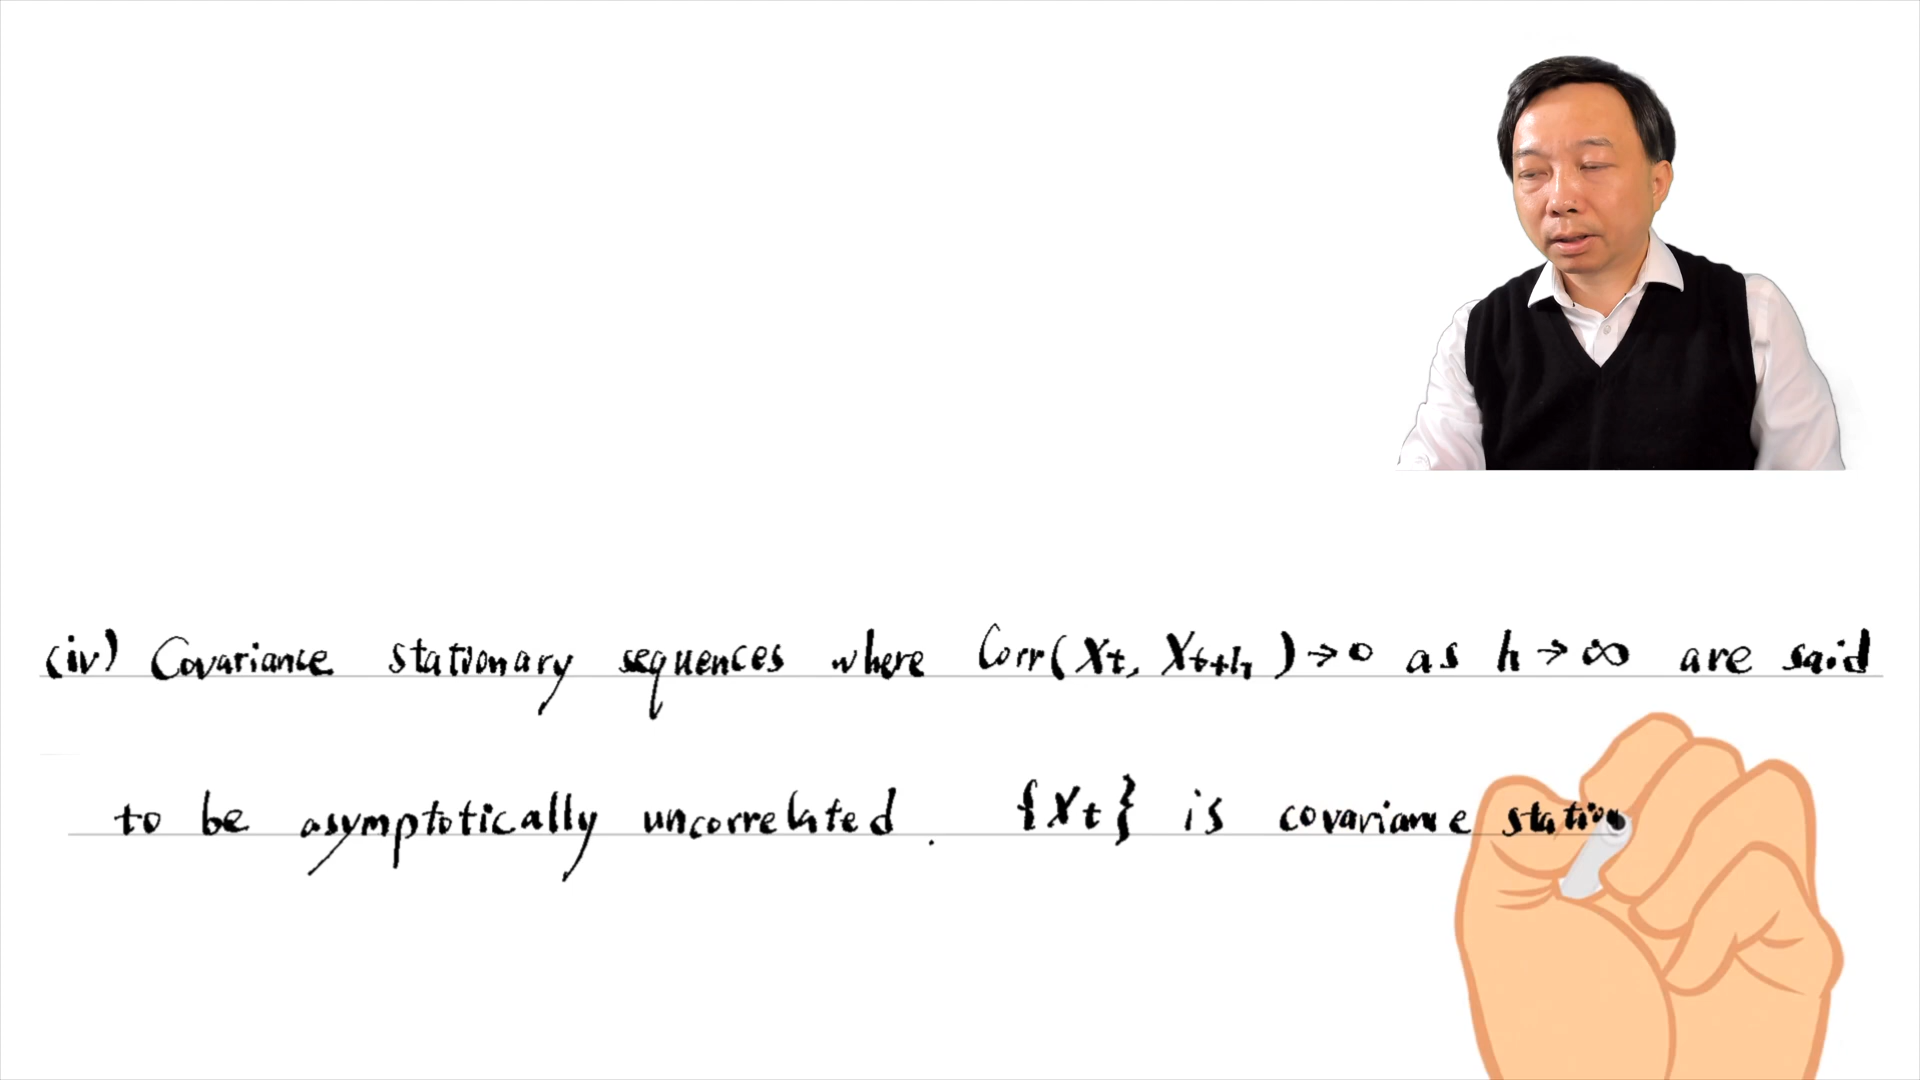 (iv) Covariance stationary sequences where Corr(Xt, Xt+h) → 0 as h → ∞ are said
to be asymptotically uncorrelated. {Xt} is covariance station